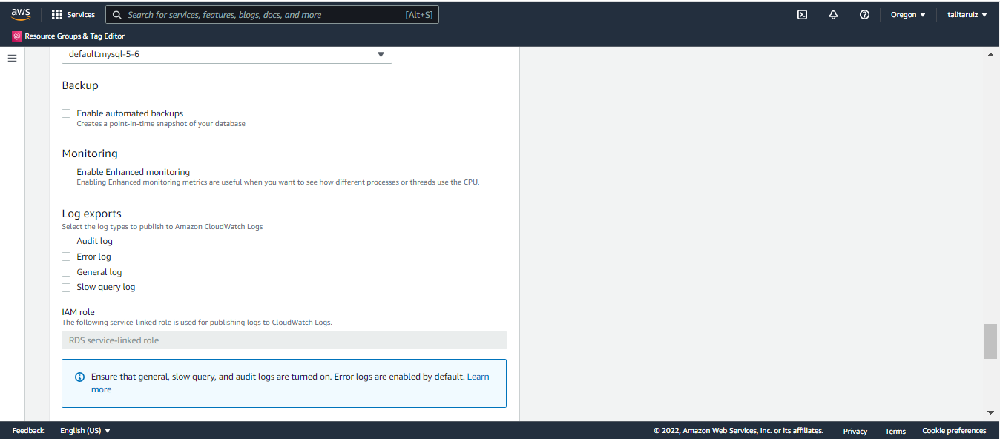 aws
Services
Search for services, features, blogs, docs, and more [Alt+S]
Oregon
talitaruiz
Resource Groups & Tag Editor
default:mysql-5-6
Backup
Enable automated backups
Creates a point-in-time snapshot of your database
Monitoring
Enable Enhanced monitoring
Enabling Enhanced monitoring metrics are useful when you want to see how different processes or threads use the CPU.
Log exports
Select the log types to publish to Amazon CloudWatch Logs
Audit log
Error log
General log
Slow query log
IAM role
The following service-linked role is used for publishing logs to CloudWatch Logs.
RDS service-linked role
Ensure that general, slow query, and audit logs are turned on. Error logs are enabled by default. Learn
more
Feedback
English (US)
© 2022, Amazon Web Services, Inc. or its affiliates.
Privacy
Terms
Cookie preferences